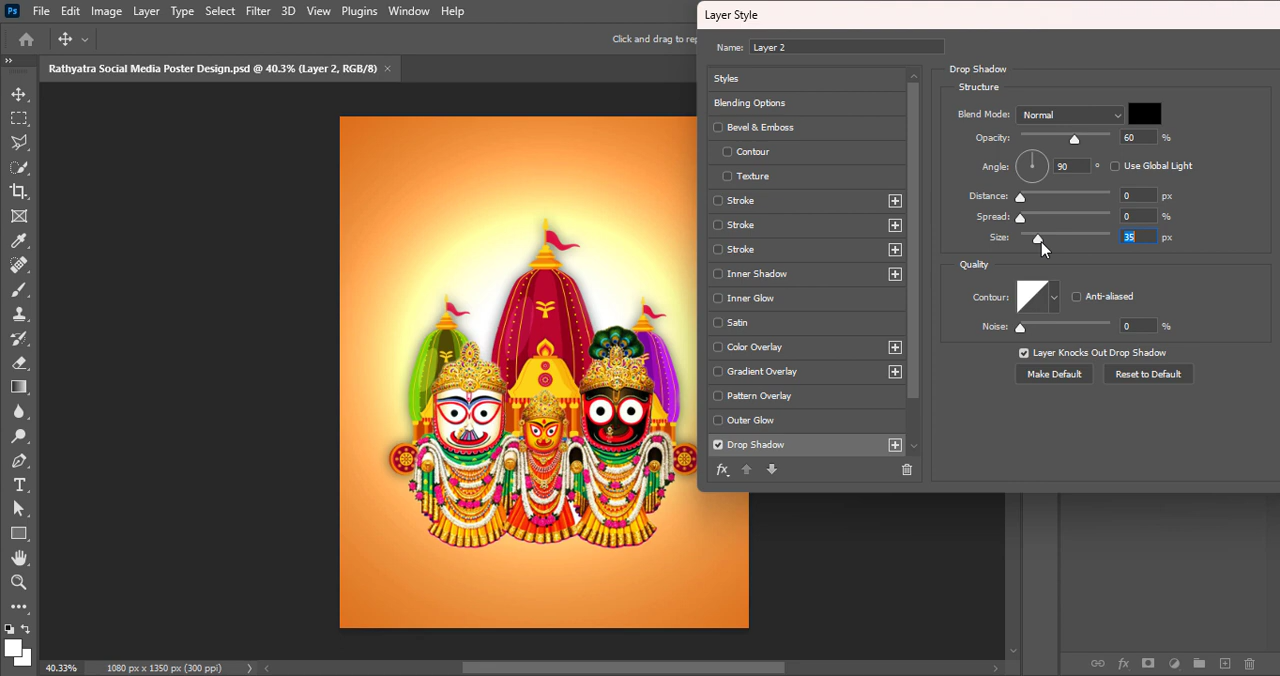 Ps File Edit Image Layer Type Select Filter 3D View Plugins Window Help
Layer Style
Click and drag to rep
Name: Layer 2
Rathyatra Social Media Poster Design.psd @ 40.3% (Layer 2, RGB/8) ×
Styles
Blending Options
Bevel & Emboss
Contour
Texture
Stroke
Stroke
Stroke
Inner Shadow
Inner Glow
Satin
Color Overlay
Gradient Overlay
Pattern Overlay
Outer Glow
Drop Shadow
fx
Drop Shadow
Structure
Blend Mode: Normal
Opacity: 60 %
Angle: 90 ° Use Global Light
Distance: 0 px
Spread: 0 %
Size: 35 px
Quality
Contour: Anti-aliased
Noise: 0 %
Layer Knocks Out Drop Shadow
Make Default Reset to Default
40.33% 1080 px x 1350 px (300 ppi)
fx